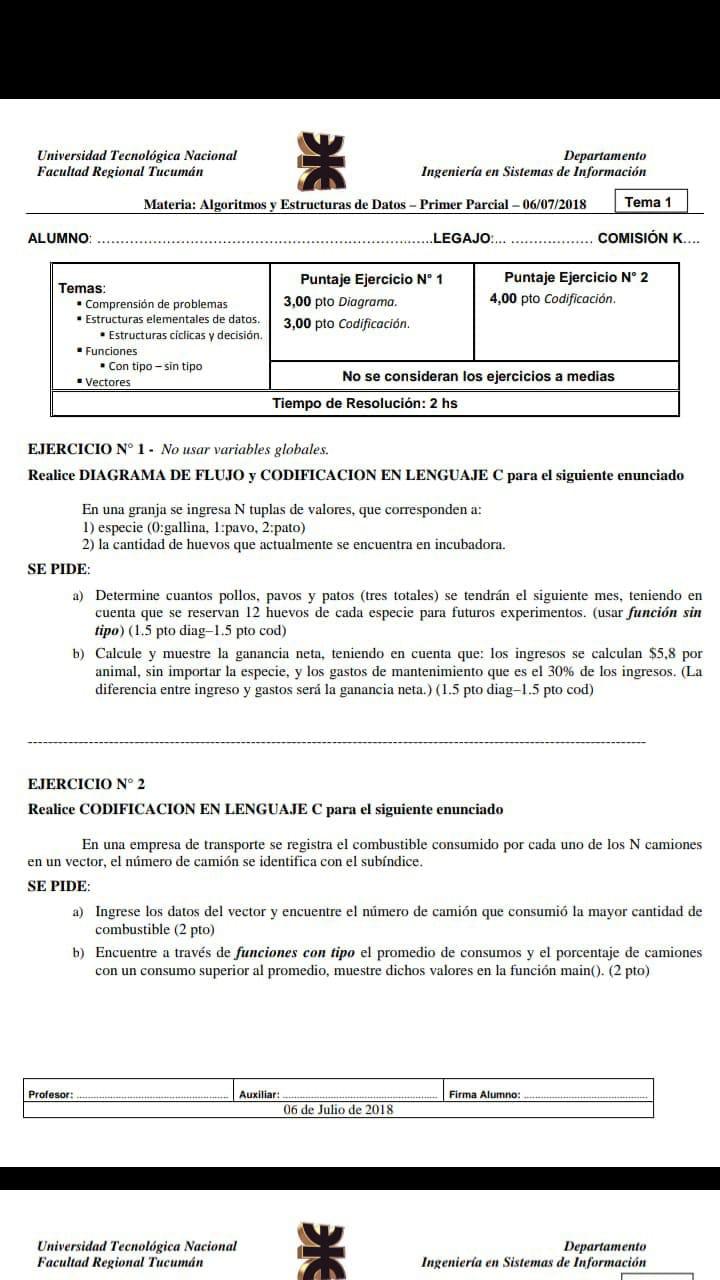 Universidad Tecnológica Nacional
Facultad Regional Tucumán
Departamento
Ingeniería en Sistemas de Información
Materia: Algoritmos y Estructuras de Datos – Primer Parcial – 06/07/2018
Tema 1
ALUMNO: ........................................................................LEGAJO:... .................. COMISIÓN K....
Temas:
▪ Comprensión de problemas
▪ Estructuras elementales de datos.
▪ Estructuras cíclicas y decisión.
▪ Funciones
▪ Con tipo – sin tipo
▪ Vectores
Puntaje Ejercicio N° 1
3,00 pto Diagrama.
3,00 pto Codificación.
Puntaje Ejercicio N° 2
4,00 pto Codificación.
No se consideran los ejercicios a medias
Tiempo de Resolución: 2 hs
EJERCICIO N° 1 - No usar variables globales.
Realice DIAGRAMA DE FLUJO y CODIFICACION EN LENGUAJE C para el siguiente enunciado
En una granja se ingresa N tuplas de valores, que corresponden a:
1) especie (0:gallina, 1:pavo, 2:pato)
2) la cantidad de huevos que actualmente se encuentra en incubadora.
SE PIDE:
a) Determine cuantos pollos, pavos y patos (tres totales) se tendrán el siguiente mes, teniendo en
cuenta que se reservan 12 huevos de cada especie para futuros experimentos. (usar función sin
tipo) (1.5 pto diag–1.5 pto cod)
b) Calcule y muestre la ganancia neta, teniendo en cuenta que: los ingresos se calculan $5,8 por
animal, sin importar la especie, y los gastos de mantenimiento que es el 30% de los ingresos. (La
diferencia entre ingreso y gastos será la ganancia neta.) (1.5 pto diag–1.5 pto cod)
EJERCICIO N° 2
Realice CODIFICACION EN LENGUAJE C para el siguiente enunciado
En una empresa de transporte se registra el combustible consumido por cada uno de los N camiones
en un vector, el número de camión se identifica con el subíndice.
SE PIDE:
a) Ingrese los datos del vector y encuentre el número de camión que consumió la mayor cantidad de
combustible (2 pto)
b) Encuentre a través de funciones con tipo el promedio de consumos y el porcentaje de camiones
con un consumo superior al promedio, muestre dichos valores en la función main(). (2 pto)
Profesor: .................................................... Auxiliar: .................................................... Firma Alumno: ..........................................
06 de Julio de 2018
Universidad Tecnológica Nacional
Facultad Regional Tucumán
Departamento
Ingeniería en Sistemas de Información